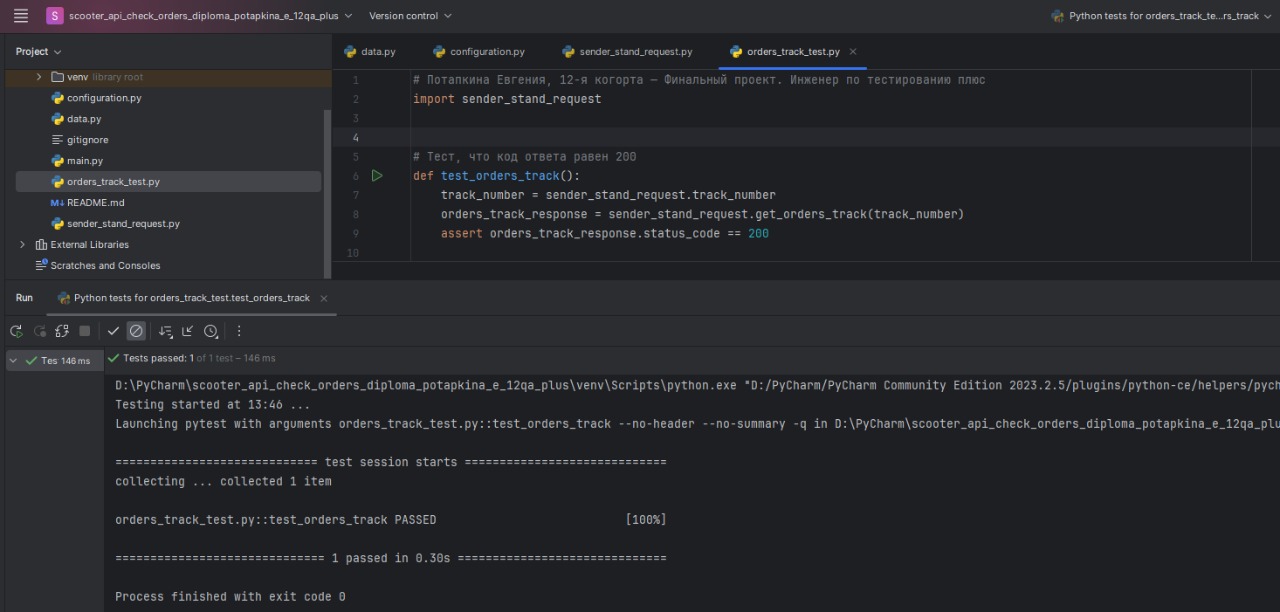 S scooter_api_check_orders_diploma_potapkina_e_12qa_plus Version control Python tests for orders_track_te...rs_track
Project
data.py configuration.py sender_stand_request.py orders_track_test.py
venv library root
configuration.py
data.py
gitignore
main.py
orders_track_test.py
M↓ README.md
sender_stand_request.py
External Libraries
Scratches and Consoles
1 # Потапкина Евгения, 12-я когорта — Финальный проект. Инженер по тестированию плюс
2 import sender_stand_request
3
4
5 # Тест, что код ответа равен 200
6 def test_orders_track():
7 track_number = sender_stand_request.track_number
8 orders_track_response = sender_stand_request.get_orders_track(track_number)
9 assert orders_track_response.status_code == 200
10
Run Python tests for orders_track_test.test_orders_track
Tes 146 ms
Tests passed: 1 of 1 test – 146 ms
D:\PyCharm\scooter_api_check_orders_diploma_potapkina_e_12qa_plus\venv\Scripts\python.exe "D:/PyCharm/PyCharm Community Edition 2023.2.5/plugins/python-ce/helpers/pych
Testing started at 13:46 ...
Launching pytest with arguments orders_track_test.py::test_orders_track --no-header --no-summary -q in D:\PyCharm\scooter_api_check_orders_diploma_potapkina_e_12qa_plu
============================= test session starts =============================
collecting ... collected 1 item
orders_track_test.py::test_orders_track PASSED [100%]
============================== 1 passed in 0.30s ==============================
Process finished with exit code 0